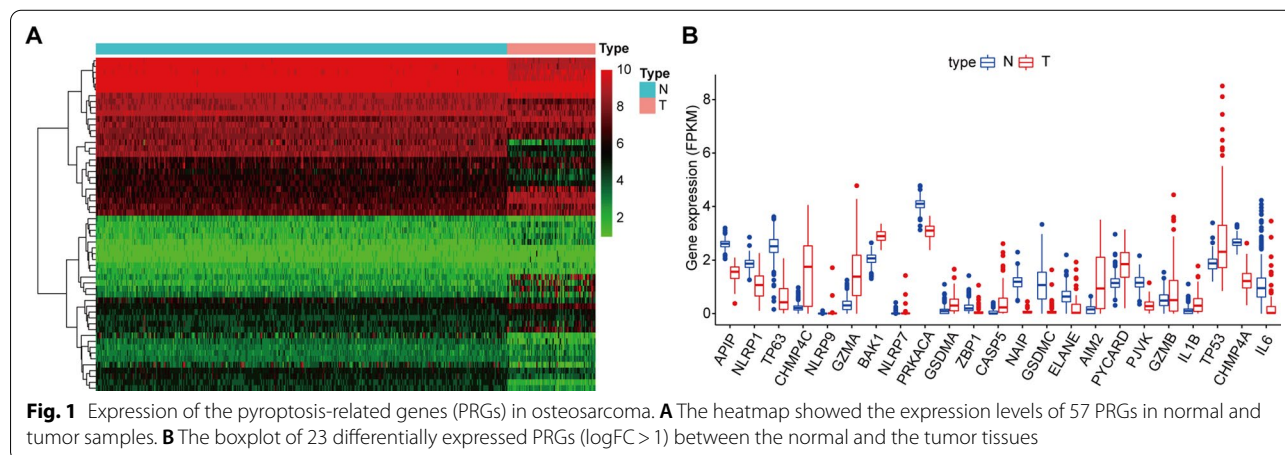 A
B
Type
Type
N
T
10
8
6
4
2
type N T
Gene expression (FPKM)
8
6
4
2
0
APIP
NLRP1
TP63
CHMP4C
NLRP9
GZMA
BAK1
NLRP7
PRKACA
GSDMA
ZBP1
CASP5
NAIP
GSDMC
ELANE
AIM2
PYCARD
PJVK
GZMB
IL1B
TP53
CHMP4A
IL6
Fig. 1 Expression of the pyroptosis-related genes (PRGs) in osteosarcoma. A The heatmap showed the expression levels of 57 PRGs in normal and
tumor samples. B The boxplot of 23 differentially expressed PRGs (logFC > 1) between the normal and the tumor tissues